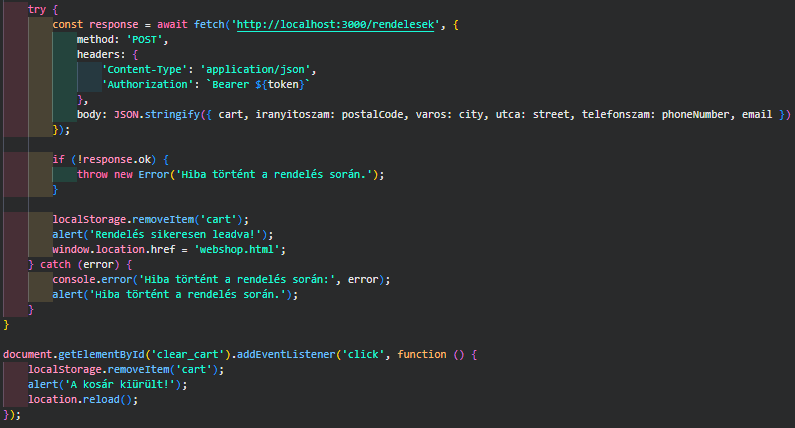 try {
const response = await fetch('http://localhost:3000/rendelesek', {
method: 'POST',
headers: {
'Content-Type': 'application/json',
'Authorization': `Bearer ${token}`
},
body: JSON.stringify({ cart, iranyitoszam: postalCode, varos: city, utca: street, telefonszam: phoneNumber, email })
});
if (!response.ok) {
throw new Error('Hiba történt a rendelés során.');
}
localStorage.removeItem('cart');
alert('Rendelés sikeresen leadva!');
window.location.href = 'webshop.html';
} catch (error) {
console.error('Hiba történt a rendelés során:', error);
alert('Hiba történt a rendelés során.');
}
}
document.getElementById('clear_cart').addEventListener('click', function () {
localStorage.removeItem('cart');
alert('A kosár kiürült!');
location.reload();
});